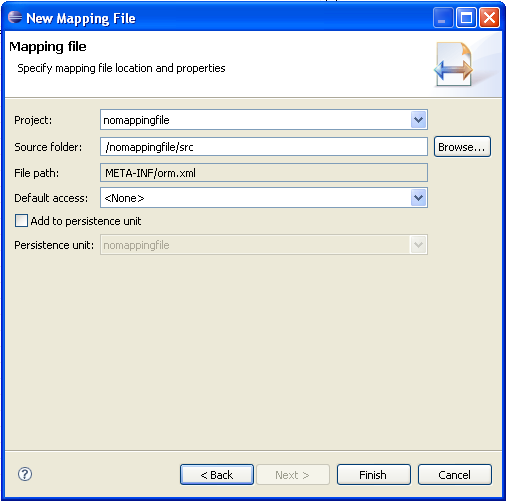 New Mapping File
Mapping file
Specify mapping file location and properties
Project: nomappingfile
Source folder: /nomappingfile/src Browse...
File path: META-INF/orm.xml
Default access: <None>
Add to persistence unit
Persistence unit: nomappingfile
? < Back Next > Finish Cancel